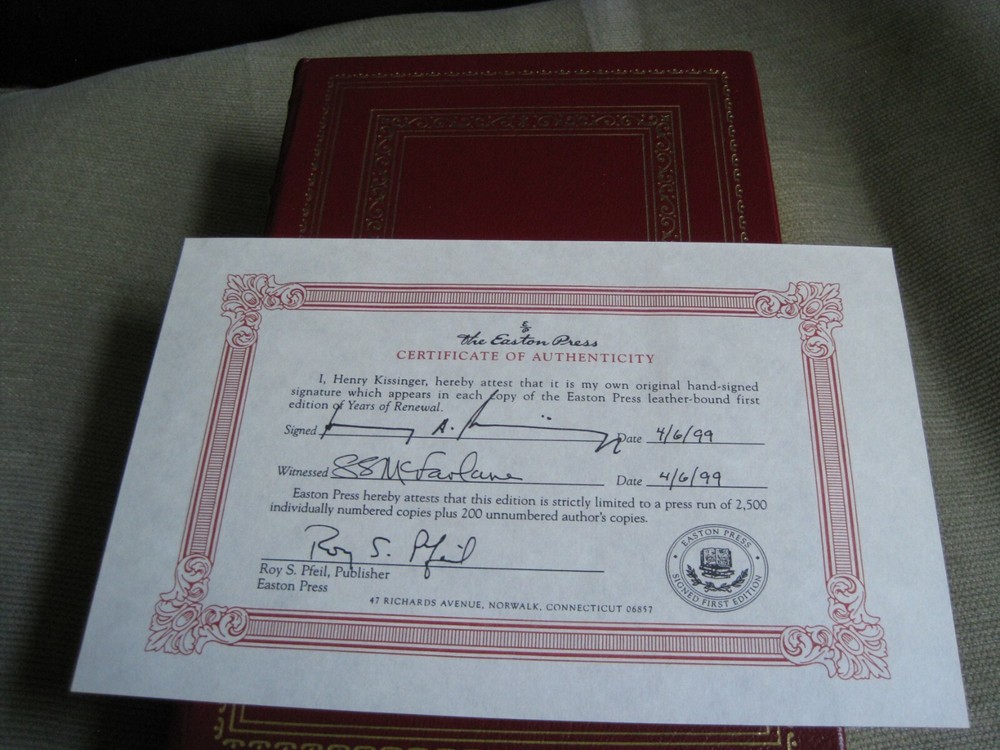 The Easton Press
CERTIFICATE OF AUTHENTICITY
I, Henry Kissinger, hereby attest that it is my own original hand-signed
signature which appears in each copy of the Easton Press leather-bound first
edition of Years of Renewal.
Signed A. Date 4/6/99
Witnessed SSMcFarlane Date 4/6/99
Easton Press hereby attests that this edition is strictly limited to a press run of 2,500
individually numbered copies plus 200 unnumbered author's copies.
Roy S. Pfeil
Roy S. Pfeil, Publisher
Easton Press
47 RICHARDS AVENUE, NORWALK, CONNECTICUT 06857
EASTON PRESS
SIGNED FIRST EDITION